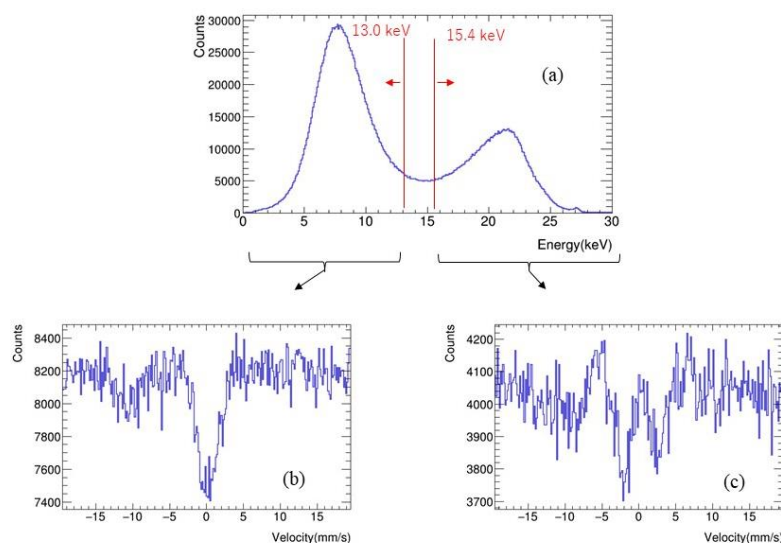 Counts
30000
25000
20000
15000
10000
5000
0
13.0 keV
15.4 keV
(a)
0 5 10 15 20 25 30
Energy(keV)
Counts
8400
8200
8000
7800
7600
7400
(b)
−15 −10 −5 0 5 10 15
Velocity(mm/s)
Counts
4200
4100
4000
3900
3800
3700
(c)
−15 −10 −5 0 5 10 15
Velocity(mm/s)